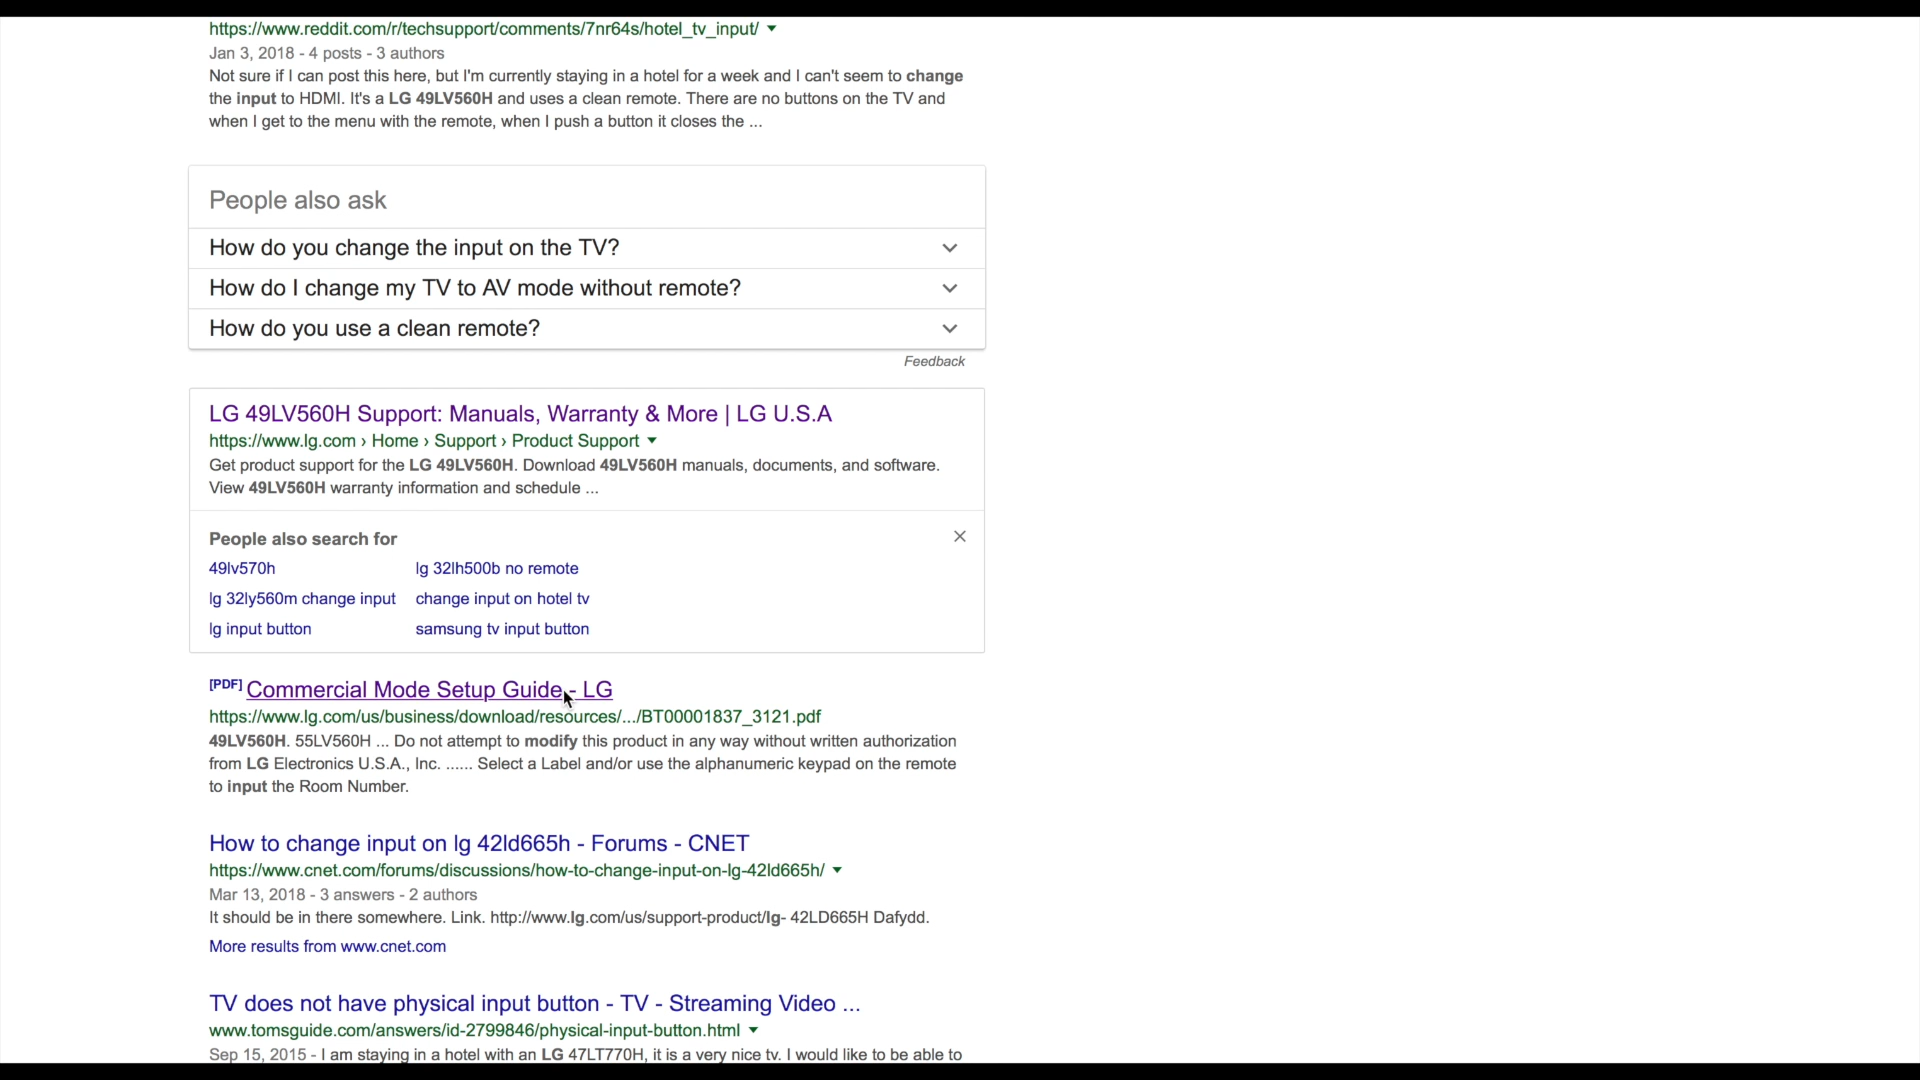 https://www.reddit.com/r/techsupport/comments/7nr64s/hotel_tv_input/
Jan 3, 2018 - 4 posts - 3 authors
Not sure if I can post this here, but I'm currently staying in a hotel for a week and I can't seem to change
the input to HDMI. It's a LG 49LV560H and uses a clean remote. There are no buttons on the TV and
when I get to the menu with the remote, when I push a button it closes the ...
People also ask
How do you change the input on the TV?
How do I change my TV to AV mode without remote?
How do you use a clean remote?
Feedback
LG 49LV560H Support: Manuals, Warranty & More | LG U.S.A
https://www.lg.com › Home › Support › Product Support
Get product support for the LG 49LV560H. Download 49LV560H manuals, documents, and software.
View 49LV560H warranty information and schedule ...
People also search for
49lv570h lg 32lh500b no remote
lg 32ly560m change input change input on hotel tv
lg input button samsung tv input button
[PDF] Commercial Mode Setup Guide - LG
https://www.lg.com/us/business/download/resources/.../BT00001837_3121.pdf
49LV560H. 55LV560H ... Do not attempt to modify this product in any way without written authorization
from LG Electronics U.S.A., Inc. ...... Select a Label and/or use the alphanumeric keypad on the remote
to input the Room Number.
How to change input on lg 42ld665h - Forums - CNET
https://www.cnet.com/forums/discussions/how-to-change-input-on-lg-42ld665h/
Mar 13, 2018 - 3 answers - 2 authors
It should be in there somewhere. Link. http://www.lg.com/us/support-product/lg- 42LD665H Dafydd.
More results from www.cnet.com
TV does not have physical input button - TV - Streaming Video ...
www.tomsguide.com/answers/id-2799846/physical-input-button.html
Sep 15, 2015 - I am staying in a hotel with an LG 47LT770H, it is a very nice tv. I would like to be able to